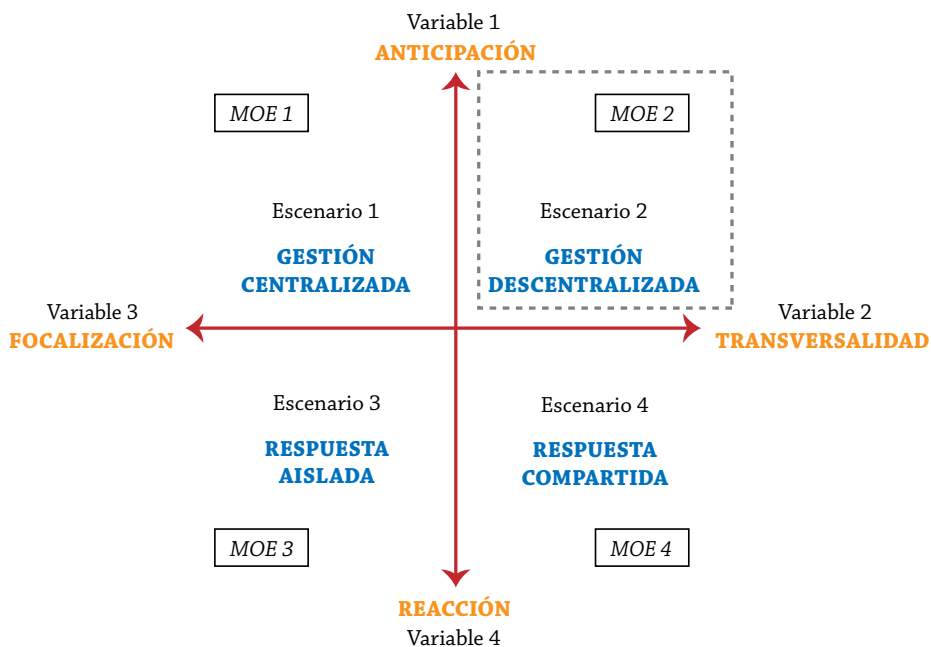 Variable 1
ANTICIPACIÓN
MOE 1
MOE 2
Escenario 1
GESTIÓN
CENTRALIZADA
Escenario 2
GESTIÓN
DESCENTRALIZADA
Variable 3
FOCALIZACIÓN
Variable 2
TRANSVERSALIDAD
Escenario 3
RESPUESTA
AISLADA
Escenario 4
RESPUESTA
COMPARTIDA
MOE 3
MOE 4
REACCIÓN
Variable 4